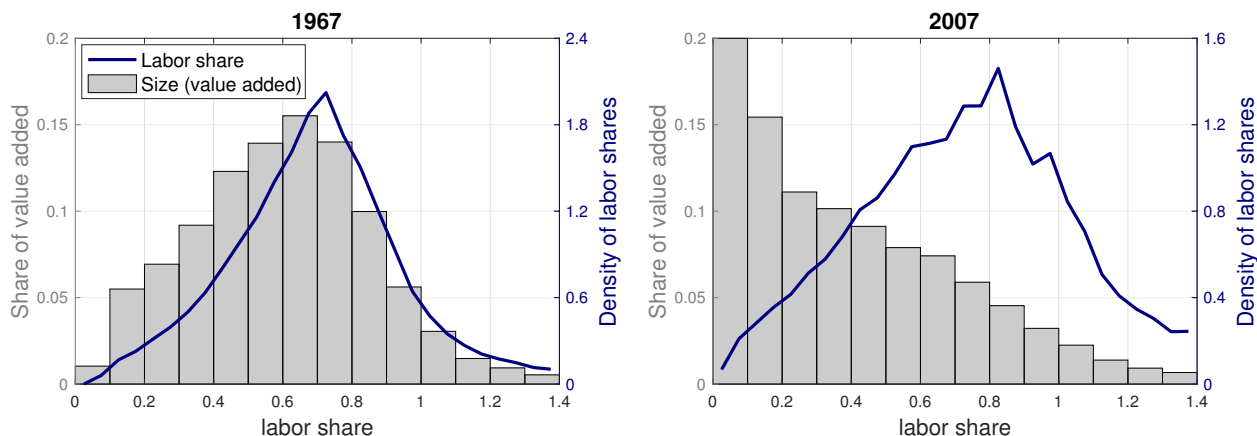 1967
Labor share
Size (value added)
Share of value added
0
0.05
0.1
0.15
0.2
0 0.2 0.4 0.6 0.8 1 1.2 1.4
labor share
0
0.6
1.2
1.8
2.4
Density of labor shares
2007
Share of value added
0
0.05
0.1
0.15
0.2
0 0.2 0.4 0.6 0.8 1 1.2 1.4
labor share
0
0.4
0.8
1.2
1.6
Density of labor shares